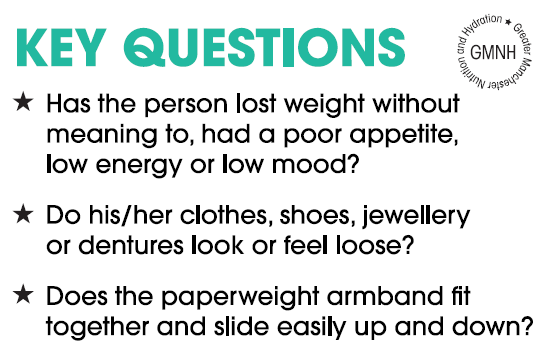 KEY QUESTIONS
Greater Manchester Nutrition and Hydration ★
GMNH
★ Has the person lost weight without
meaning to, had a poor appetite,
low energy or low mood?
★ Do his/her clothes, shoes, jewellery
or dentures look or feel loose?
★ Does the paperweight armband fit
together and slide easily up and down?